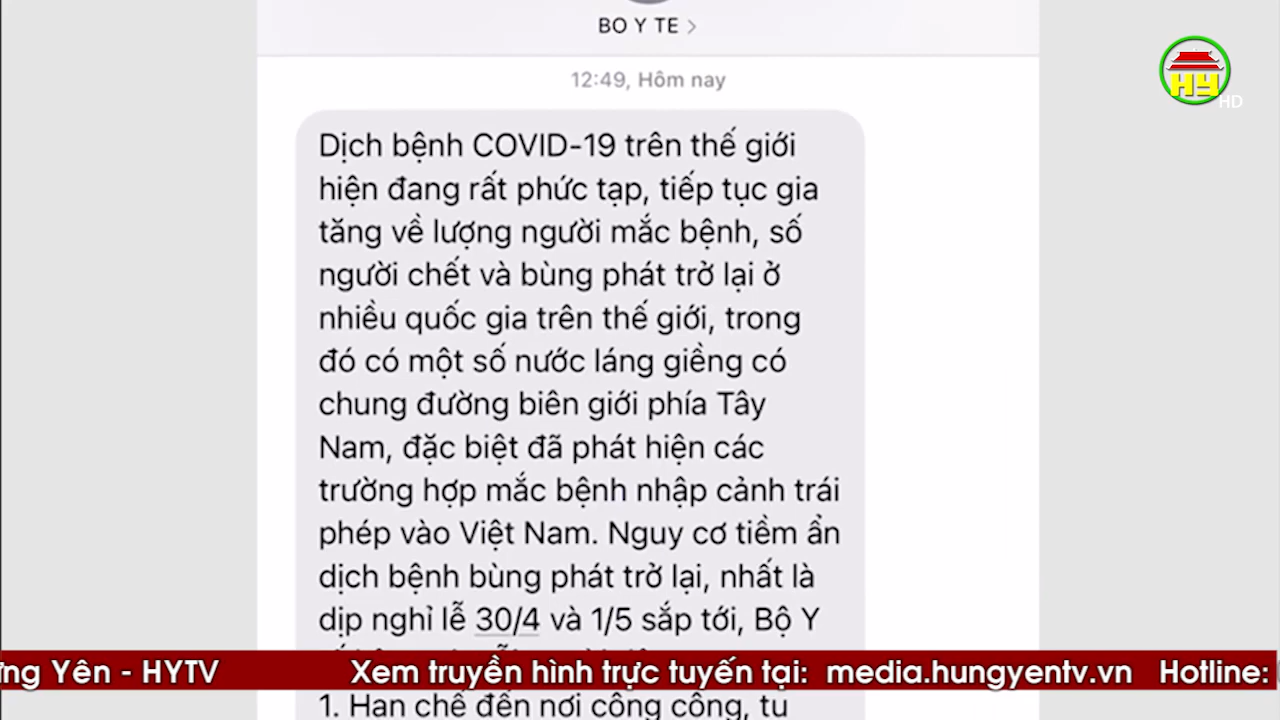 BO Y TE >
12:49, Hôm nay
HY
HD
Dịch bệnh COVID-19 trên thế giới
hiện đang rất phức tạp, tiếp tục gia
tăng về lượng người mắc bệnh, số
người chết và bùng phát trở lại ở
nhiều quốc gia trên thế giới, trong
đó có một số nước láng giềng có
chung đường biên giới phía Tây
Nam, đặc biệt đã phát hiện các
trường hợp mắc bệnh nhập cảnh trái
phép vào Việt Nam. Nguy cơ tiềm ẩn
dịch bệnh bùng phát trở lại, nhất là
dịp nghỉ lễ 30/4 và 1/5 sắp tới, Bộ Y
Yên - HYTV Xem truyền hình trực tuyến tại: media.hungyentv.vn Hotline:
1. Hạn chế đến nơi công cộng, tụ